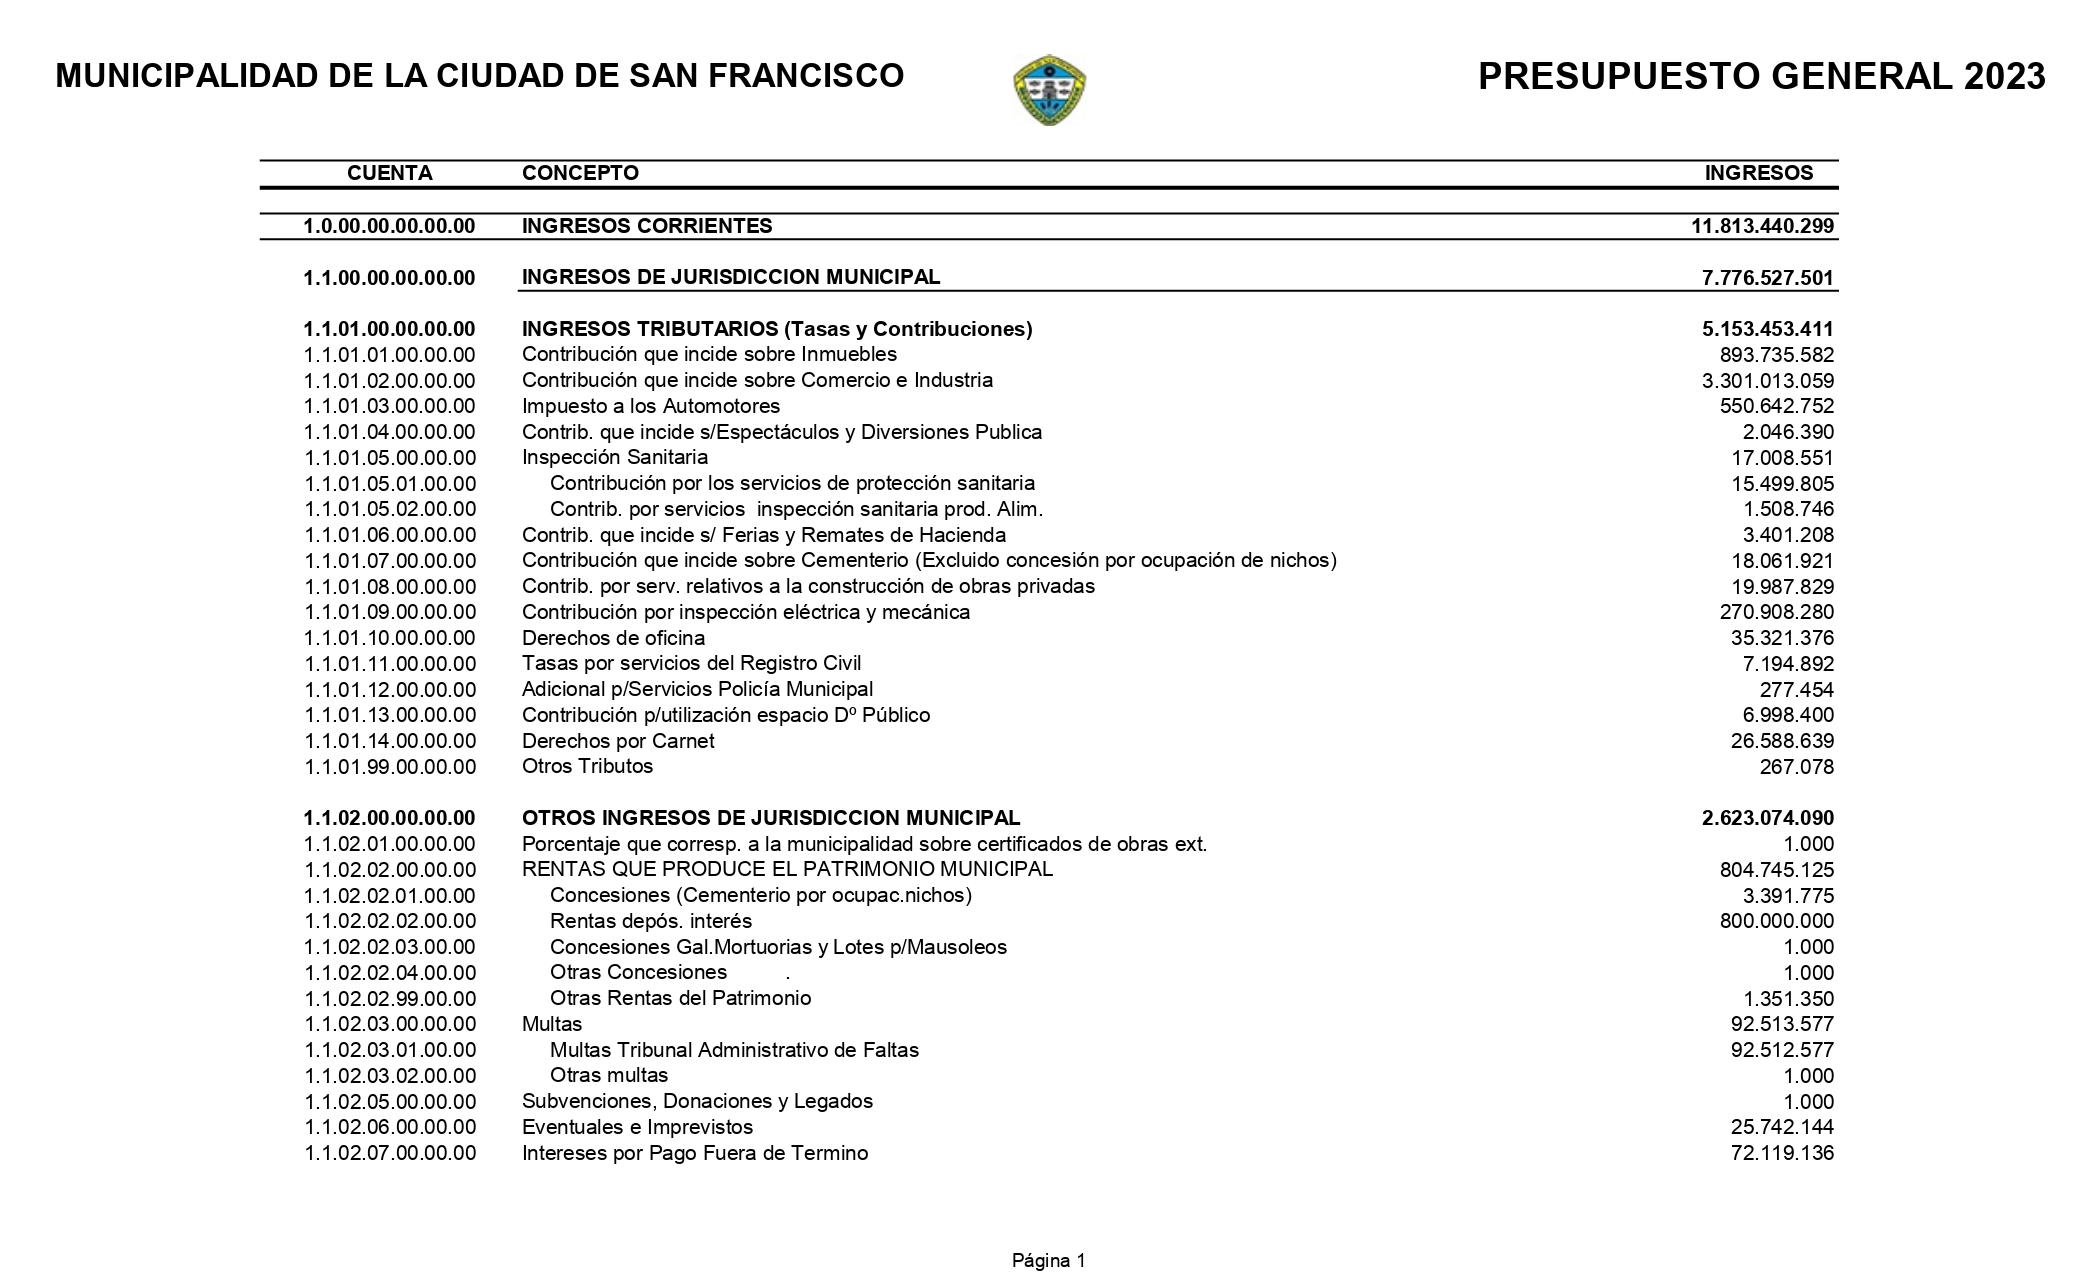 MUNICIPALIDAD DE LA CIUDAD DE SAN FRANCISCO PRESUPUESTO GENERAL 2023
CUENTA CONCEPTO INGRESOS
1.0.00.00.00.00.00 INGRESOS CORRIENTES 11.813.440.299
1.1.00.00.00.00.00 INGRESOS DE JURISDICCION MUNICIPAL 7.776.527.501
1.1.01.00.00.00.00 INGRESOS TRIBUTARIOS (Tasas y Contribuciones) 5.153.453.411
1.1.01.01.00.00.00 Contribución que incide sobre Inmuebles 893.735.582
1.1.01.02.00.00.00 Contribución que incide sobre Comercio e Industria 3.301.013.059
1.1.01.03.00.00.00 Impuesto a los Automotores 550.642.752
1.1.01.04.00.00.00 Contrib. que incide s/Espectáculos y Diversiones Publica 2.046.390
1.1.01.05.00.00.00 Inspección Sanitaria 17.008.551
1.1.01.05.01.00.00 Contribución por los servicios de protección sanitaria 15.499.805
1.1.01.05.02.00.00 Contrib. por servicios  inspección sanitaria prod. Alim. 1.508.746
1.1.01.06.00.00.00 Contrib. que incide s/ Ferias y Remates de Hacienda 3.401.208
1.1.01.07.00.00.00 Contribución que incide sobre Cementerio (Excluido concesión por ocupación de nichos) 18.061.921
1.1.01.08.00.00.00 Contrib. por serv. relativos a la construcción de obras privadas 19.987.829
1.1.01.09.00.00.00 Contribución por inspección eléctrica y mecánica 270.908.280
1.1.01.10.00.00.00 Derechos de oficina 35.321.376
1.1.01.11.00.00.00 Tasas por servicios del Registro Civil 7.194.892
1.1.01.12.00.00.00 Adicional p/Servicios Policía Municipal 277.454
1.1.01.13.00.00.00 Contribución p/utilización espacio Dº Público 6.998.400
1.1.01.14.00.00.00 Derechos por Carnet 26.588.639
1.1.01.99.00.00.00 Otros Tributos 267.078
1.1.02.00.00.00.00 OTROS INGRESOS DE JURISDICCION MUNICIPAL 2.623.074.090
1.1.02.01.00.00.00 Porcentaje que corresp. a la municipalidad sobre certificados de obras ext. 1.000
1.1.02.02.00.00.00 RENTAS QUE PRODUCE EL PATRIMONIO MUNICIPAL 804.745.125
1.1.02.02.01.00.00 Concesiones (Cementerio por ocupac.nichos) 3.391.775
1.1.02.02.02.00.00 Rentas depós. interés 800.000.000
1.1.02.02.03.00.00 Concesiones Gal.Mortuorias y Lotes p/Mausoleos 1.000
1.1.02.02.04.00.00 Otras Concesiones . 1.000
1.1.02.02.99.00.00 Otras Rentas del Patrimonio 1.351.350
1.1.02.03.00.00.00 Multas 92.513.577
1.1.02.03.01.00.00 Multas Tribunal Administrativo de Faltas 92.512.577
1.1.02.03.02.00.00 Otras multas 1.000
1.1.02.05.00.00.00 Subvenciones, Donaciones y Legados 1.000
1.1.02.06.00.00.00 Eventuales e Imprevistos 25.742.144
1.1.02.07.00.00.00 Intereses por Pago Fuera de Termino 72.119.136
Página 1